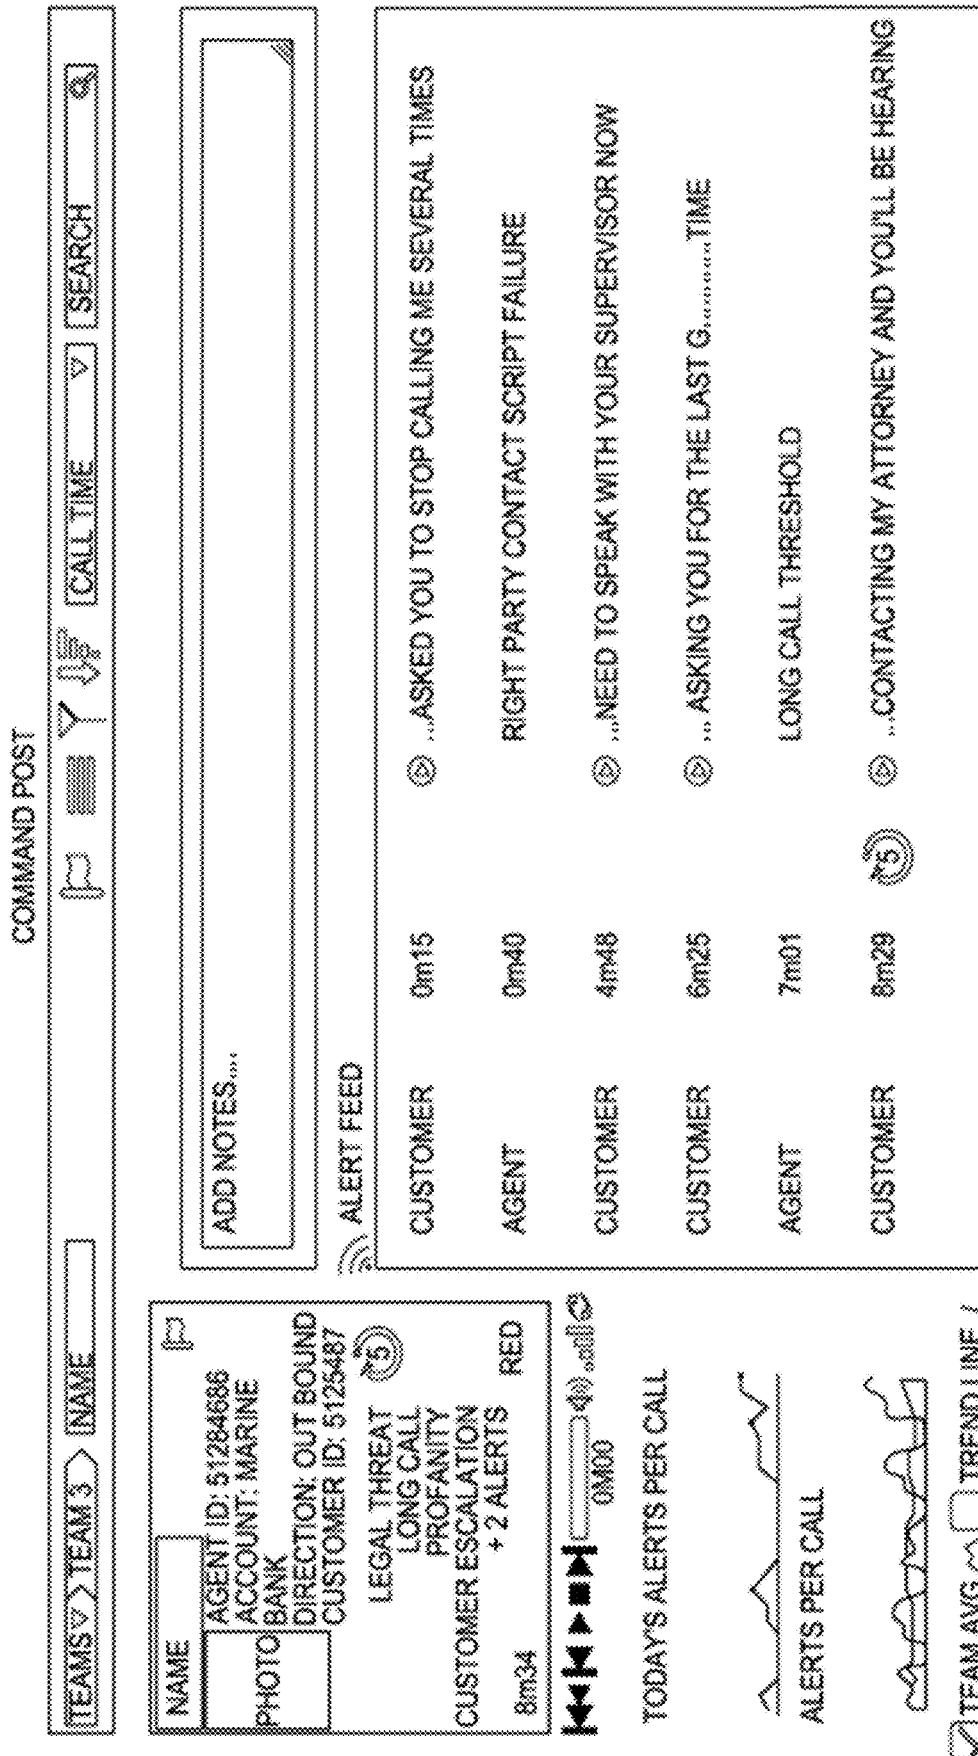 COMMAND POST
TEAMS TEAM 3 NAME CALL TIME SEARCH
NAME
PHOTO
AGENT ID: 51284686
ACCOUNT: MARINE
BANK
DIRECTION: OUT BOUND
CUSTOMER ID: 5125487
LEGAL THREAT 5
LONG CALL
PROFANITY
CUSTOMER ESCALATION
+ 2 ALERTS
8m34 RED
0M00
TODAY'S ALERTS PER CALL
ALERTS PER CALL
TEAM AVG TREND LINE
ADD NOTES....
ALERT FEED
CUSTOMER 0m15 ...ASKED YOU TO STOP CALLING ME SEVERAL TIMES
AGENT 0m40 RIGHT PARTY CONTACT SCRIPT FAILURE
CUSTOMER 4m48 ...NEED TO SPEAK WITH YOUR SUPERVISOR NOW
CUSTOMER 6m25 ... ASKING YOU FOR THE LAST G...........TIME
AGENT 7m01 LONG CALL THRESHOLD
CUSTOMER 8m29 5 ...CONTACTING MY ATTORNEY AND YOU'LL BE HEARING